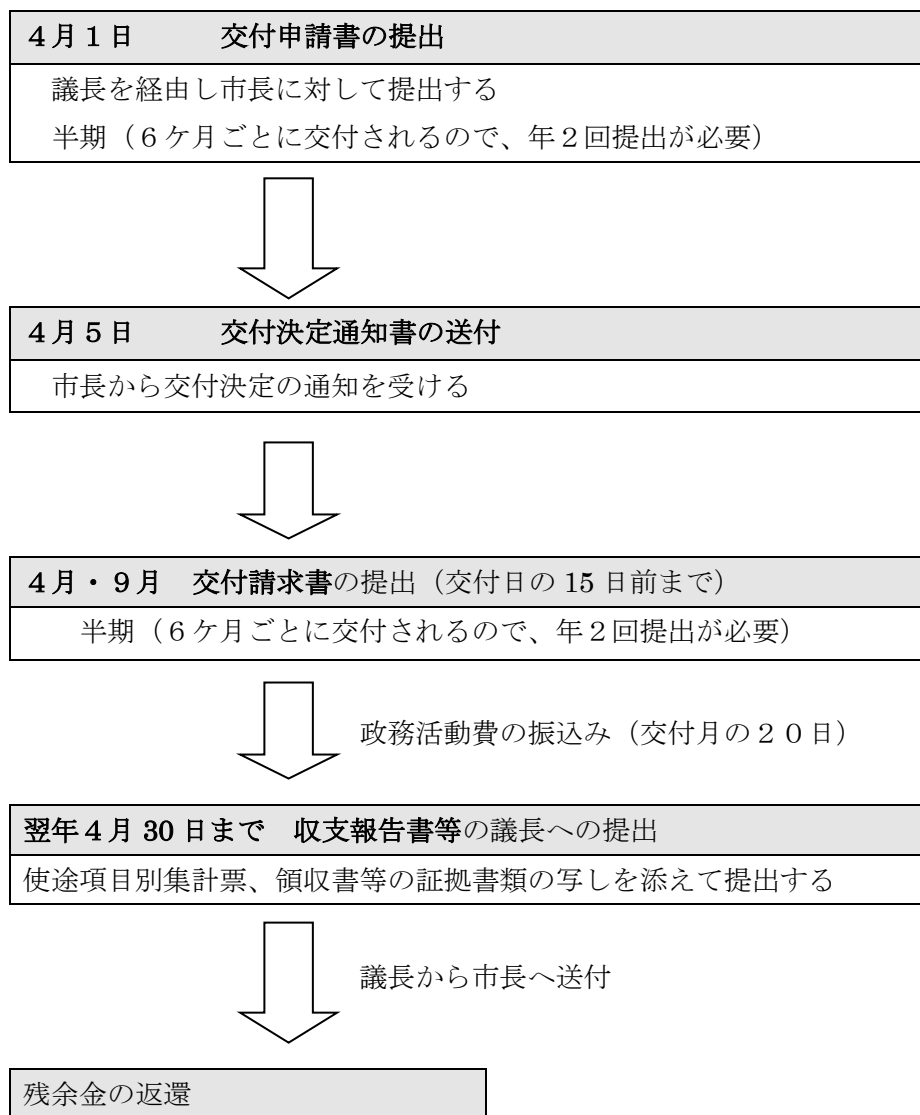 ４月１日　　　交付申請書の提出
議長を経由し市長に対して提出する
半期（６ケ月ごとに交付されるので、年２回提出が必要）
４月５日　　　交付決定通知書の送付
市長から交付決定の通知を受ける
４月・９月　交付請求書の提出（交付日の 15 日前まで）
半期（６ケ月ごとに交付されるので、年２回提出が必要）
政務活動費の振込み（交付月の２０日）
翌年４月 30 日まで　収支報告書等の議長への提出
使途項目別集計票、領収書等の証拠書類の写しを添えて提出する
議長から市長へ送付
残余金の返還